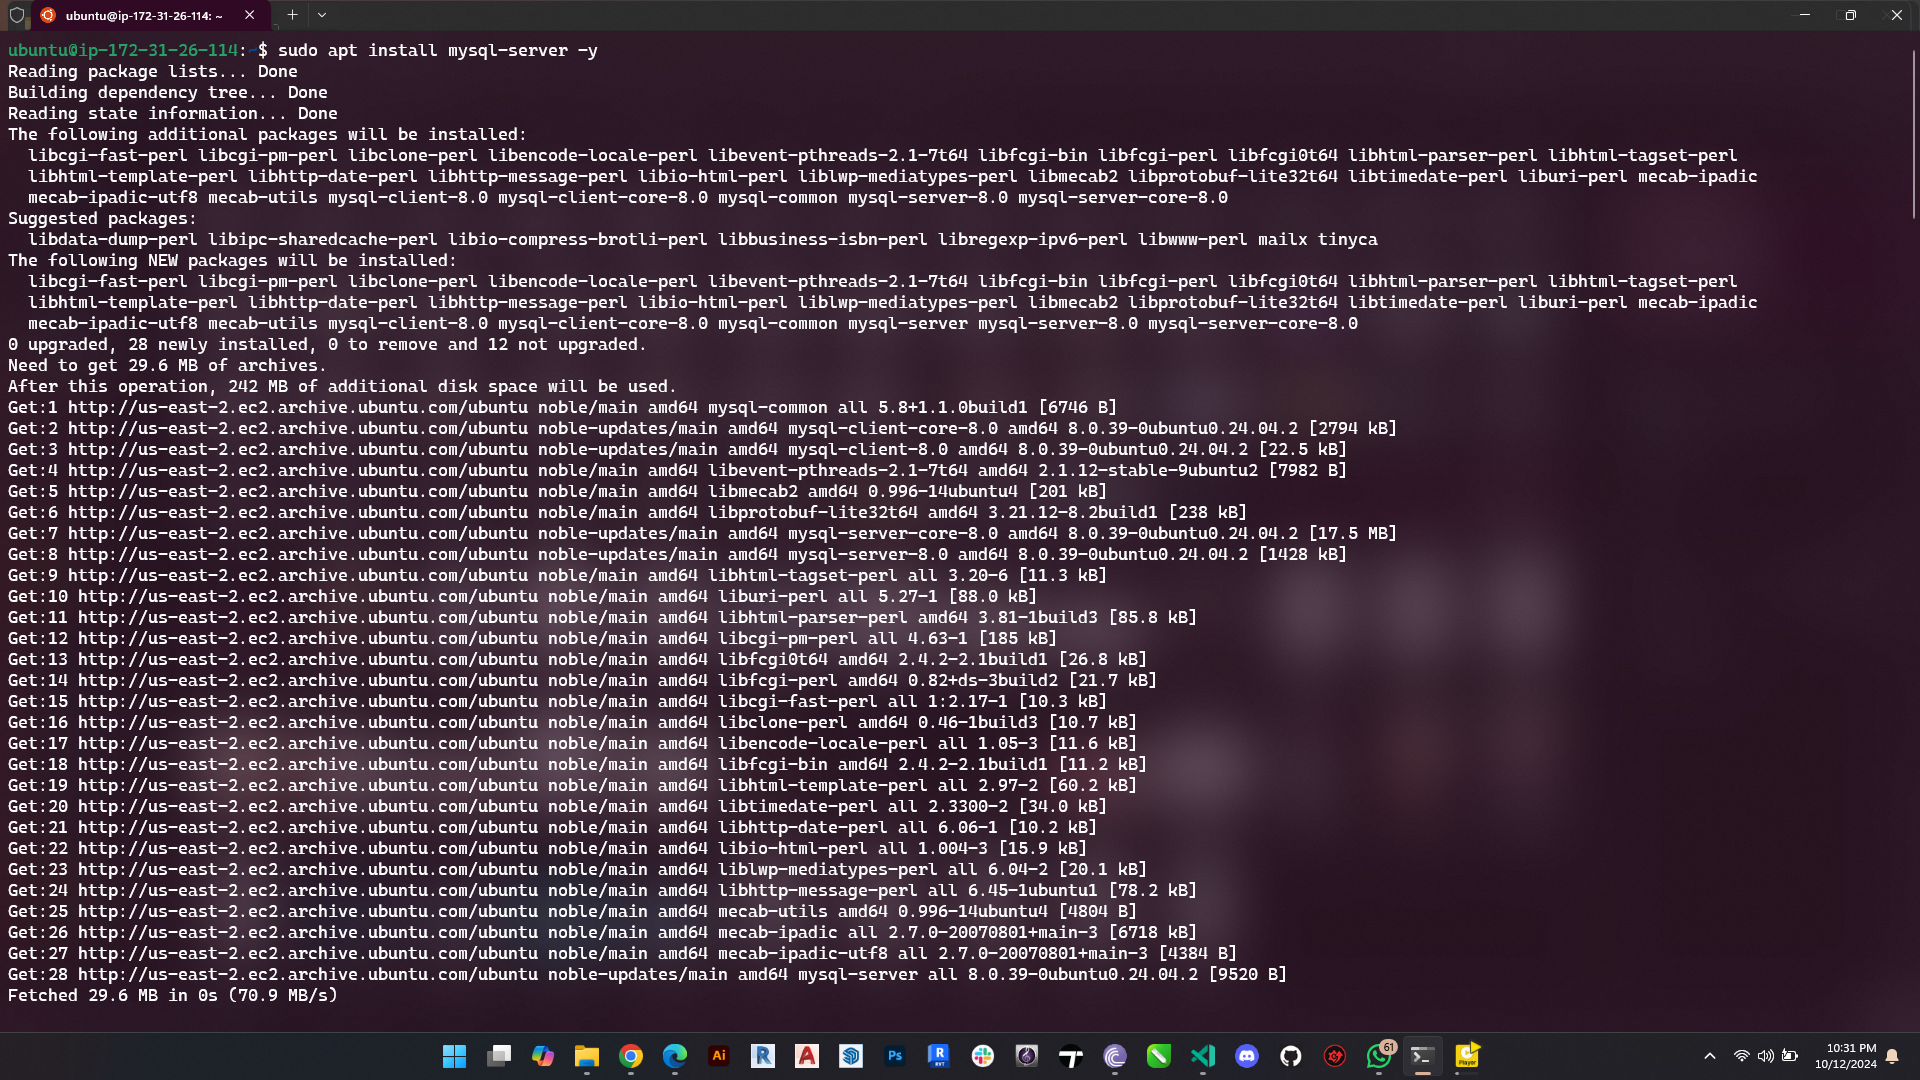 ubuntu@ip-172-31-26-114: ~
ubuntu@ip-172-31-26-114:~$ sudo apt install mysql-server -y
Reading package lists... Done
Building dependency tree... Done
Reading state information... Done
The following additional packages will be installed:
  libcgi-fast-perl libcgi-pm-perl libclone-perl libencode-locale-perl libevent-pthreads-2.1-7t64 libfcgi-bin libfcgi-perl libfcgi0t64 libhtml-parser-perl libhtml-tagset-perl
  libhtml-template-perl libhttp-date-perl libhttp-message-perl libio-html-perl liblwp-mediatypes-perl libmecab2 libprotobuf-lite32t64 libtimedate-perl liburi-perl mecab-ipadic
  mecab-ipadic-utf8 mecab-utils mysql-client-8.0 mysql-client-core-8.0 mysql-common mysql-server-8.0 mysql-server-core-8.0
Suggested packages:
  libdata-dump-perl libipc-sharedcache-perl libio-compress-brotli-perl libbusiness-isbn-perl libregexp-ipv6-perl libwww-perl mailx tinyca
The following NEW packages will be installed:
  libcgi-fast-perl libcgi-pm-perl libclone-perl libencode-locale-perl libevent-pthreads-2.1-7t64 libfcgi-bin libfcgi-perl libfcgi0t64 libhtml-parser-perl libhtml-tagset-perl
  libhtml-template-perl libhttp-date-perl libhttp-message-perl libio-html-perl liblwp-mediatypes-perl libmecab2 libprotobuf-lite32t64 libtimedate-perl liburi-perl mecab-ipadic
  mecab-ipadic-utf8 mecab-utils mysql-client-8.0 mysql-client-core-8.0 mysql-common mysql-server mysql-server-8.0 mysql-server-core-8.0
0 upgraded, 28 newly installed, 0 to remove and 12 not upgraded.
Need to get 29.6 MB of archives.
After this operation, 242 MB of additional disk space will be used.
Get:1 http://us-east-2.ec2.archive.ubuntu.com/ubuntu noble/main amd64 mysql-common all 5.8+1.1.0build1 [6746 B]
Get:2 http://us-east-2.ec2.archive.ubuntu.com/ubuntu noble-updates/main amd64 mysql-client-core-8.0 amd64 8.0.39-0ubuntu0.24.04.2 [2794 kB]
Get:3 http://us-east-2.ec2.archive.ubuntu.com/ubuntu noble-updates/main amd64 mysql-client-8.0 amd64 8.0.39-0ubuntu0.24.04.2 [22.5 kB]
Get:4 http://us-east-2.ec2.archive.ubuntu.com/ubuntu noble/main amd64 libevent-pthreads-2.1-7t64 amd64 2.1.12-stable-9ubuntu2 [7982 B]
Get:5 http://us-east-2.ec2.archive.ubuntu.com/ubuntu noble/main amd64 libmecab2 amd64 0.996-14ubuntu4 [201 kB]
Get:6 http://us-east-2.ec2.archive.ubuntu.com/ubuntu noble/main amd64 libprotobuf-lite32t64 amd64 3.21.12-8.2build1 [238 kB]
Get:7 http://us-east-2.ec2.archive.ubuntu.com/ubuntu noble-updates/main amd64 mysql-server-core-8.0 amd64 8.0.39-0ubuntu0.24.04.2 [17.5 MB]
Get:8 http://us-east-2.ec2.archive.ubuntu.com/ubuntu noble-updates/main amd64 mysql-server-8.0 amd64 8.0.39-0ubuntu0.24.04.2 [1428 kB]
Get:9 http://us-east-2.ec2.archive.ubuntu.com/ubuntu noble/main amd64 libhtml-tagset-perl all 3.20-6 [11.3 kB]
Get:10 http://us-east-2.ec2.archive.ubuntu.com/ubuntu noble/main amd64 liburi-perl all 5.27-1 [88.0 kB]
Get:11 http://us-east-2.ec2.archive.ubuntu.com/ubuntu noble/main amd64 libhtml-parser-perl amd64 3.81-1build3 [85.8 kB]
Get:12 http://us-east-2.ec2.archive.ubuntu.com/ubuntu noble/main amd64 libcgi-pm-perl all 4.63-1 [185 kB]
Get:13 http://us-east-2.ec2.archive.ubuntu.com/ubuntu noble/main amd64 libfcgi0t64 amd64 2.4.2-2.1build1 [26.8 kB]
Get:14 http://us-east-2.ec2.archive.ubuntu.com/ubuntu noble/main amd64 libfcgi-perl amd64 0.82+ds-3build2 [21.7 kB]
Get:15 http://us-east-2.ec2.archive.ubuntu.com/ubuntu noble/main amd64 libcgi-fast-perl all 1:2.17-1 [10.3 kB]
Get:16 http://us-east-2.ec2.archive.ubuntu.com/ubuntu noble/main amd64 libclone-perl amd64 0.46-1build3 [10.7 kB]
Get:17 http://us-east-2.ec2.archive.ubuntu.com/ubuntu noble/main amd64 libencode-locale-perl all 1.05-3 [11.6 kB]
Get:18 http://us-east-2.ec2.archive.ubuntu.com/ubuntu noble/main amd64 libfcgi-bin amd64 2.4.2-2.1build1 [11.2 kB]
Get:19 http://us-east-2.ec2.archive.ubuntu.com/ubuntu noble/main amd64 libhtml-template-perl all 2.97-2 [60.2 kB]
Get:20 http://us-east-2.ec2.archive.ubuntu.com/ubuntu noble/main amd64 libtimedate-perl all 2.3300-2 [34.0 kB]
Get:21 http://us-east-2.ec2.archive.ubuntu.com/ubuntu noble/main amd64 libhttp-date-perl all 6.06-1 [10.2 kB]
Get:22 http://us-east-2.ec2.archive.ubuntu.com/ubuntu noble/main amd64 libio-html-perl all 1.004-3 [15.9 kB]
Get:23 http://us-east-2.ec2.archive.ubuntu.com/ubuntu noble/main amd64 liblwp-mediatypes-perl all 6.04-2 [20.1 kB]
Get:24 http://us-east-2.ec2.archive.ubuntu.com/ubuntu noble/main amd64 libhttp-message-perl all 6.45-1ubuntu1 [78.2 kB]
Get:25 http://us-east-2.ec2.archive.ubuntu.com/ubuntu noble/main amd64 mecab-utils amd64 0.996-14ubuntu4 [4804 B]
Get:26 http://us-east-2.ec2.archive.ubuntu.com/ubuntu noble/main amd64 mecab-ipadic all 2.7.0-20070801+main-3 [6718 kB]
Get:27 http://us-east-2.ec2.archive.ubuntu.com/ubuntu noble/main amd64 mecab-ipadic-utf8 all 2.7.0-20070801+main-3 [4384 B]
Get:28 http://us-east-2.ec2.archive.ubuntu.com/ubuntu noble-updates/main amd64 mysql-server all 8.0.39-0ubuntu0.24.04.2 [9520 B]
Fetched 29.6 MB in 0s (70.9 MB/s)
Ai
R
A
Ps
R
RVT
61
Player
10:31 PM
10/12/2024